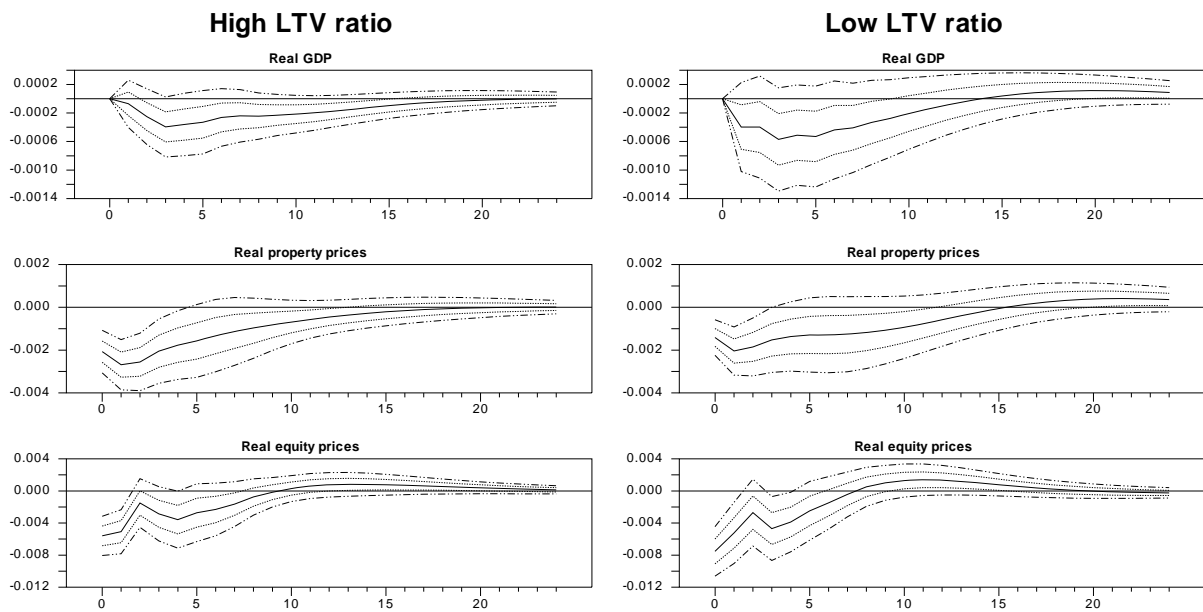 High LTV ratio
Low LTV ratio
Real GDP
Real GDP
0.0002
-0.0002
-0.0006
-0.0010
-0.0014
0 5 10 15 20
0.0002
-0.0002
-0.0006
-0.0010
-0.0014
0 5 10 15 20
Real property prices
Real property prices
0.002
0.000
-0.002
-0.004
0 5 10 15 20
0.002
0.000
-0.002
-0.004
0 5 10 15 20
Real equity prices
Real equity prices
0.004
0.000
-0.004
-0.008
-0.012
0 5 10 15 20
0.004
0.000
-0.004
-0.008
-0.012
0 5 10 15 20